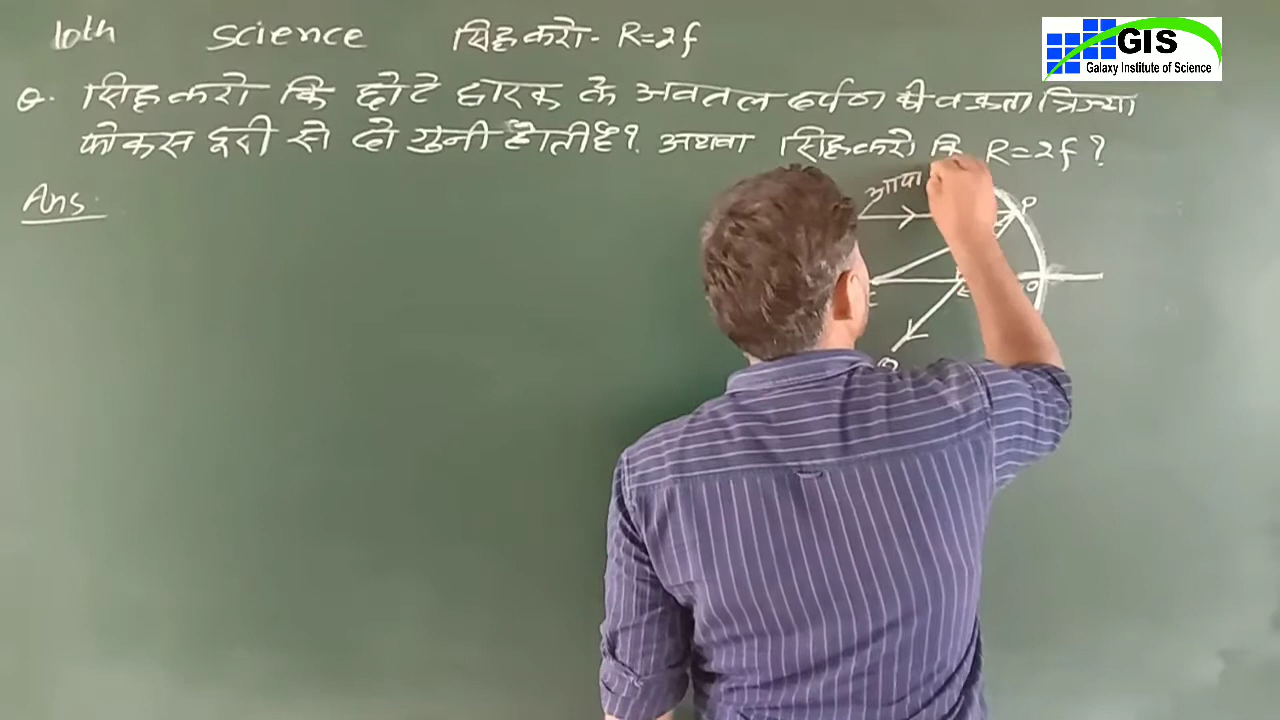 10th Science सिद्ध करो- R=2f
GIS
Galaxy Institute of Science
Q. सिद्ध करो कि छोटे द्वारक के अवतल दर्पण की वक्रता त्रिज्या
फोकस दूरी से दो गुनी होती है? अथवा सिद्ध करो कि R=2f?
Ans.
P